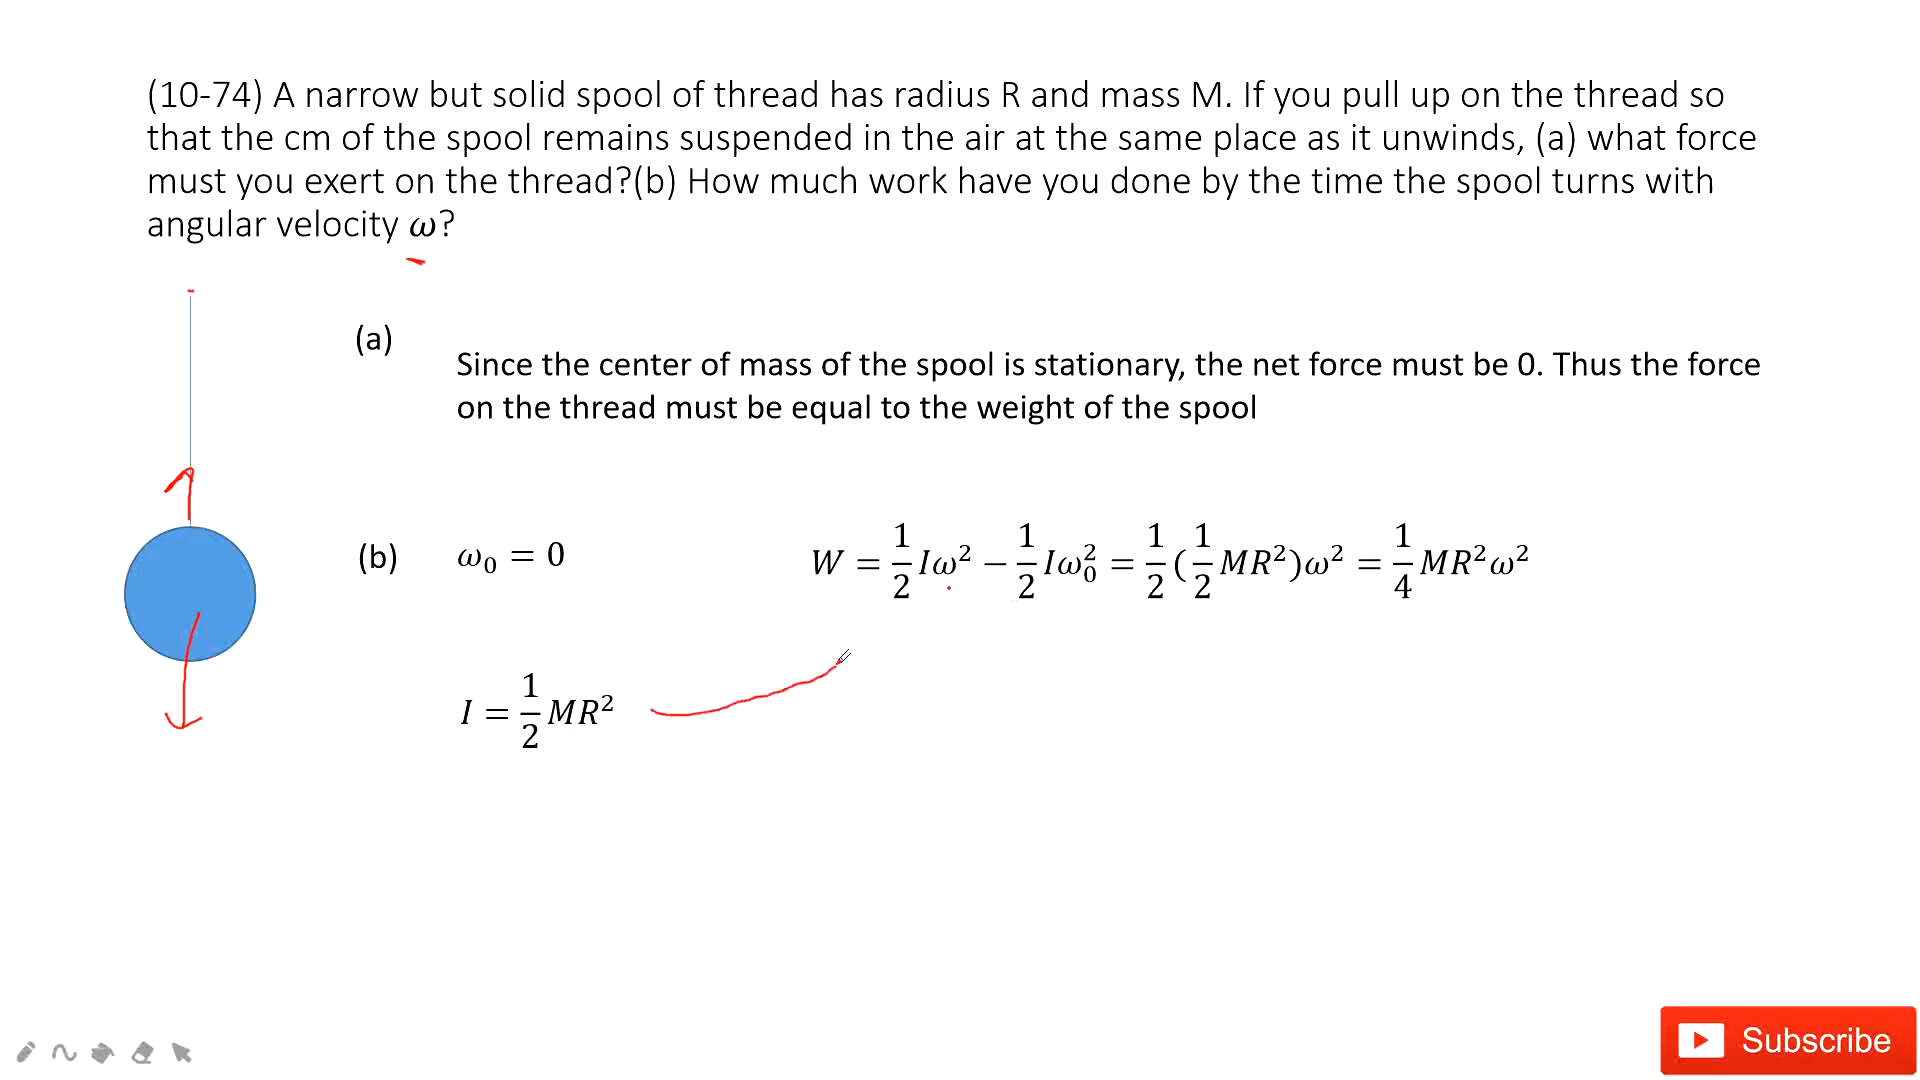 (10-74) A narrow but solid spool of thread has radius R and mass M. If you pull up on the thread so
that the cm of the spool remains suspended in the air at the same place as it unwinds, (a) what force
must you exert on the thread?(b) How much work have you done by the time the spool turns with
angular velocity ω?
(a)
Since the center of mass of the spool is stationary, the net force must be 0. Thus the force
on the thread must be equal to the weight of the spool
(b) ω₀ = 0 W = 1/2 Iω² − 1/2 Iω₀² = 1/2 (1/2 MR²)ω² = 1/4 MR²ω²
I = 1/2 MR²
Subscribe